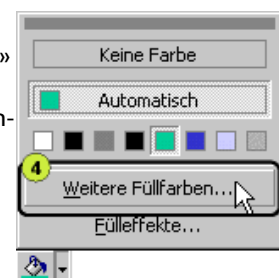 Keine Farbe
»
Automatisch
n-
4
Weitere Füllfarben...
Fülleffekte...